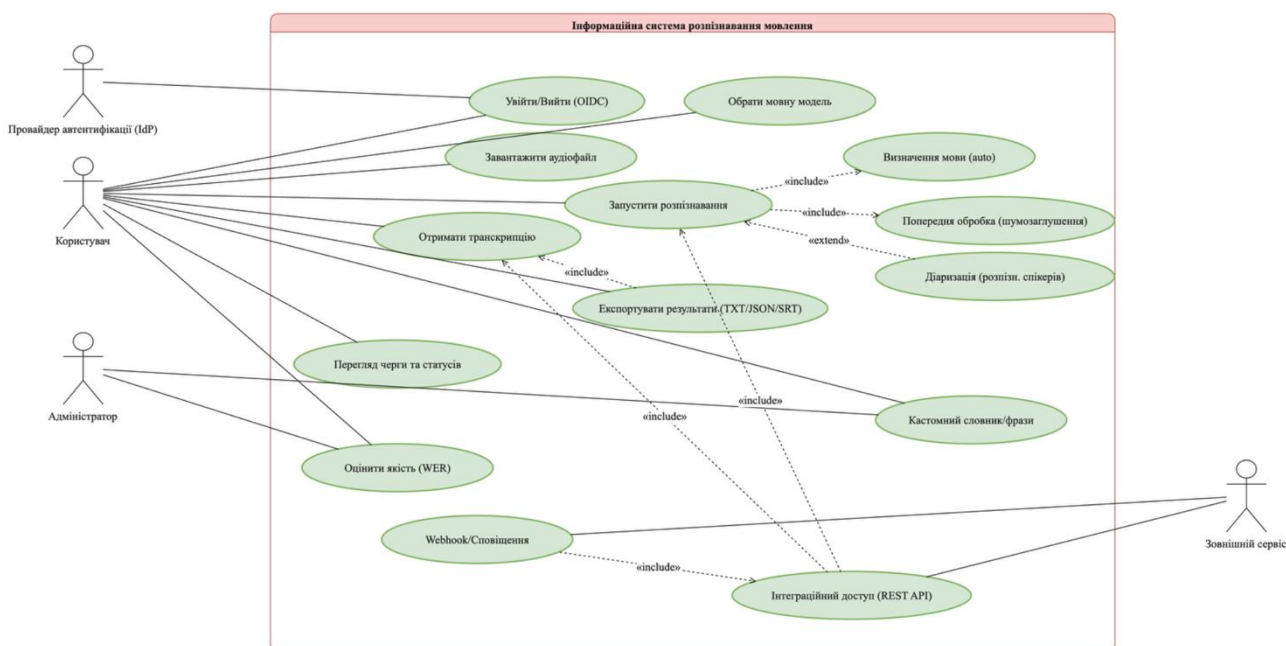 Інформаційна система розпізнавання мовлення
Провайдер автентифікації (IdP)
Увійти/Вийти (OIDC)
Обрати мовну модель
Завантажити аудіофайл
Визначення мови (auto)
«include»
Користувач
Запустити розпізнавання
«include»
Попередня обробка (шумозаглушення)
Отримати транскрипцію
«extend»
«include»
Діаризація (розпізн. спікерів)
Експортувати результати (TXT/JSON/SRT)
Перегляд черги та статусів
Адміністратор
«include»
«include»
Кастомний словник/фрази
Оцінити якість (WER)
Webhook/Сповіщення
Зовнішній сервіс
«include»
Інтеграційний доступ (REST API)